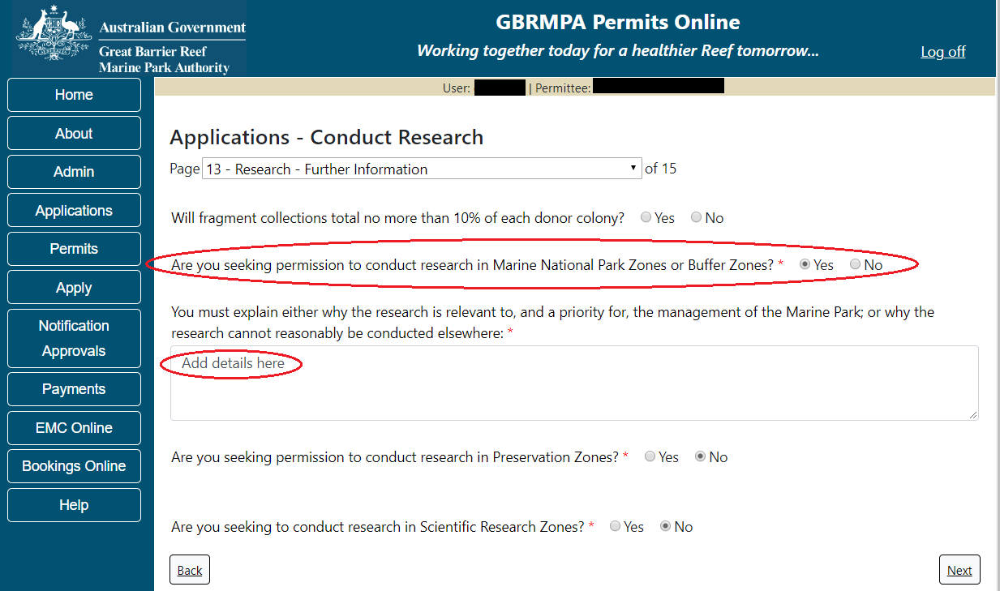 Australian Government
Great Barrier Reef
Marine Park Authority
GBRMPA Permits Online
Working together today for a healthier Reef tomorrow...
Log off
User: | Permittee:
Home
About
Admin
Applications
Permits
Apply
Notification
Approvals
Payments
EMC Online
Bookings Online
Help
Applications - Conduct Research
Page 13 - Research - Further Information of 15
Will fragment collections total no more than 10% of each donor colony? Yes No
Are you seeking permission to conduct research in Marine National Park Zones or Buffer Zones? * Yes No
You must explain either why the research is relevant to, and a priority for, the management of the Marine Park; or why the
research cannot reasonably be conducted elsewhere: *
Add details here
Are you seeking permission to conduct research in Preservation Zones? * Yes No
Are you seeking to conduct research in Scientific Research Zones? * Yes No
Back
Next